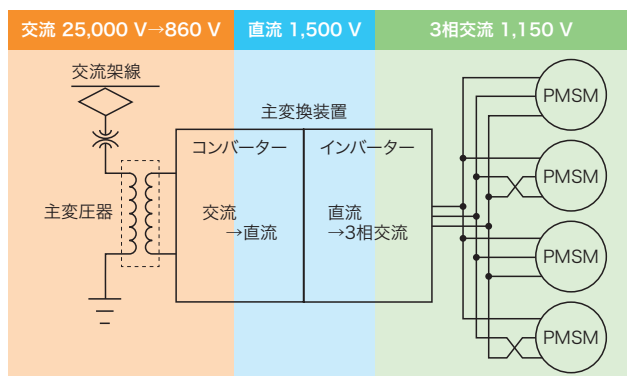 交流 25,000 V→860 V
直流 1,500 V
3相交流 1,150 V
交流架線
主変換装置
コンバーター
インバーター
主変圧器
交流
→直流
直流
→3相交流
PMSM
PMSM
PMSM
PMSM